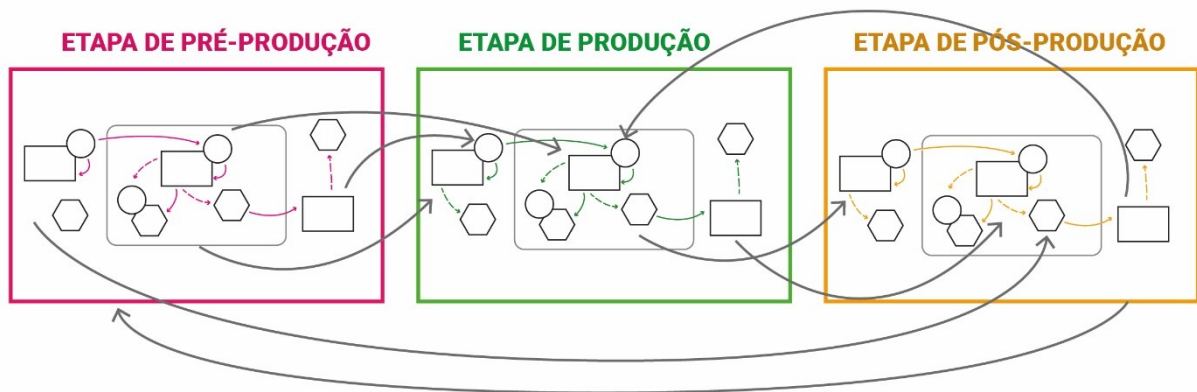 ETAPA DE PRÉ-PRODUÇÃO
ETAPA DE PRODUÇÃO
ETAPA DE PÓS-PRODUÇÃO